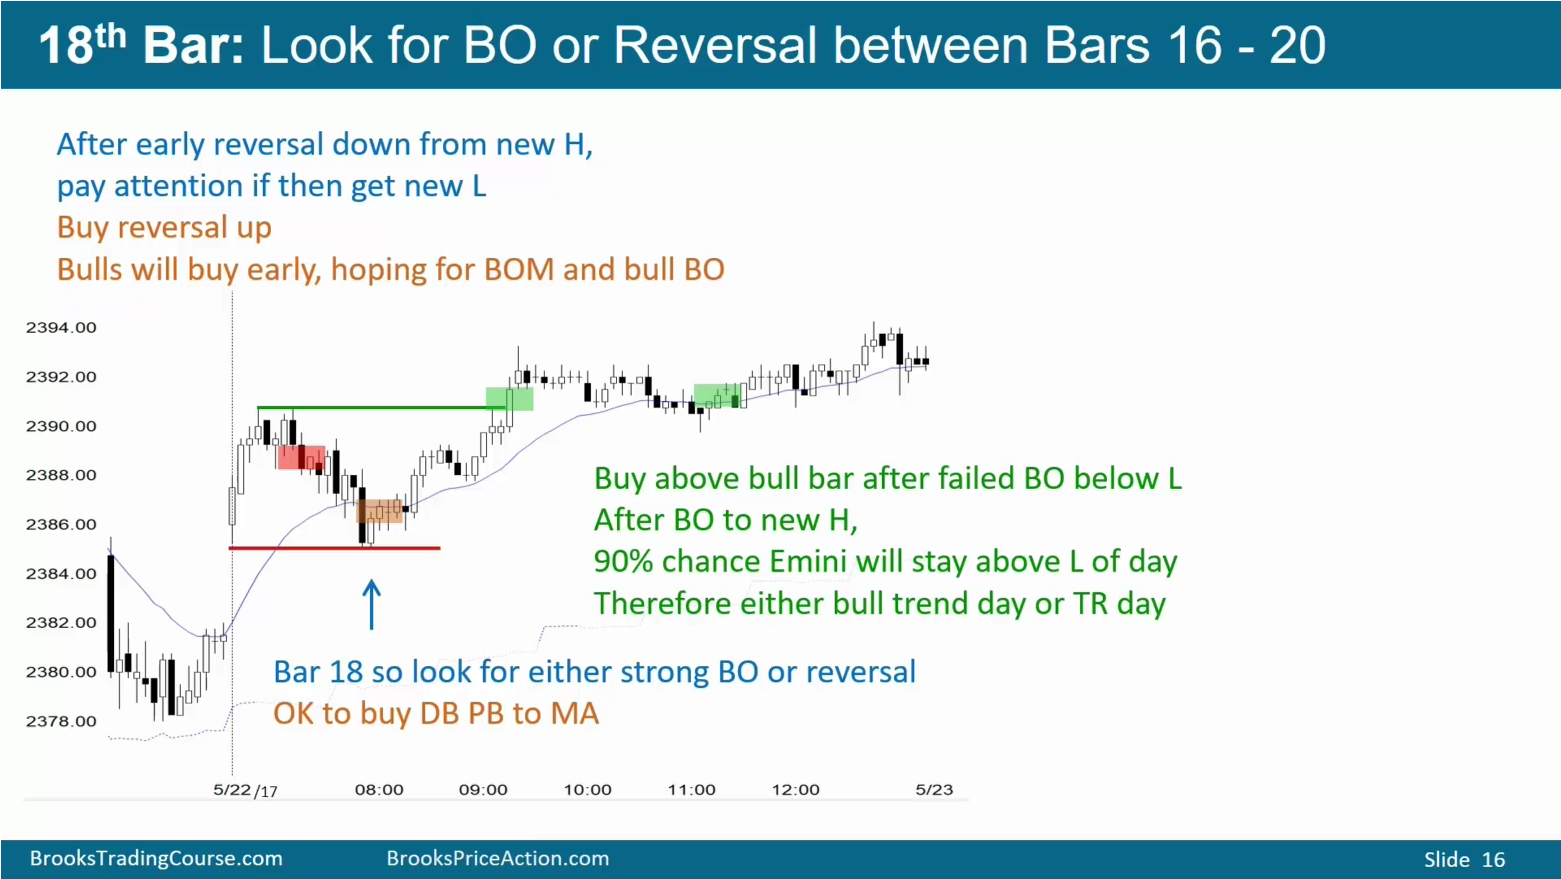 18th Bar: Look for BO or Reversal between Bars 16 - 20
After early reversal down from new H,
pay attention if then get new L
Buy reversal up
Bulls will buy early, hoping for BOM and bull BO
2394.00
2392.00
2390.00
2388.00
2386.00
2384.00
2382.00
2380.00
2378.00
Buy above bull bar after failed BO below L
After BO to new H,
90% chance Emini will stay above L of day
Therefore either bull trend day or TR day
Bar 18 so look for either strong BO or reversal
OK to buy DB PB to MA
5/22/17 08:00 09:00 10:00 11:00 12:00 5/23
BrooksTradingCourse.com BrooksPriceAction.com Slide 16